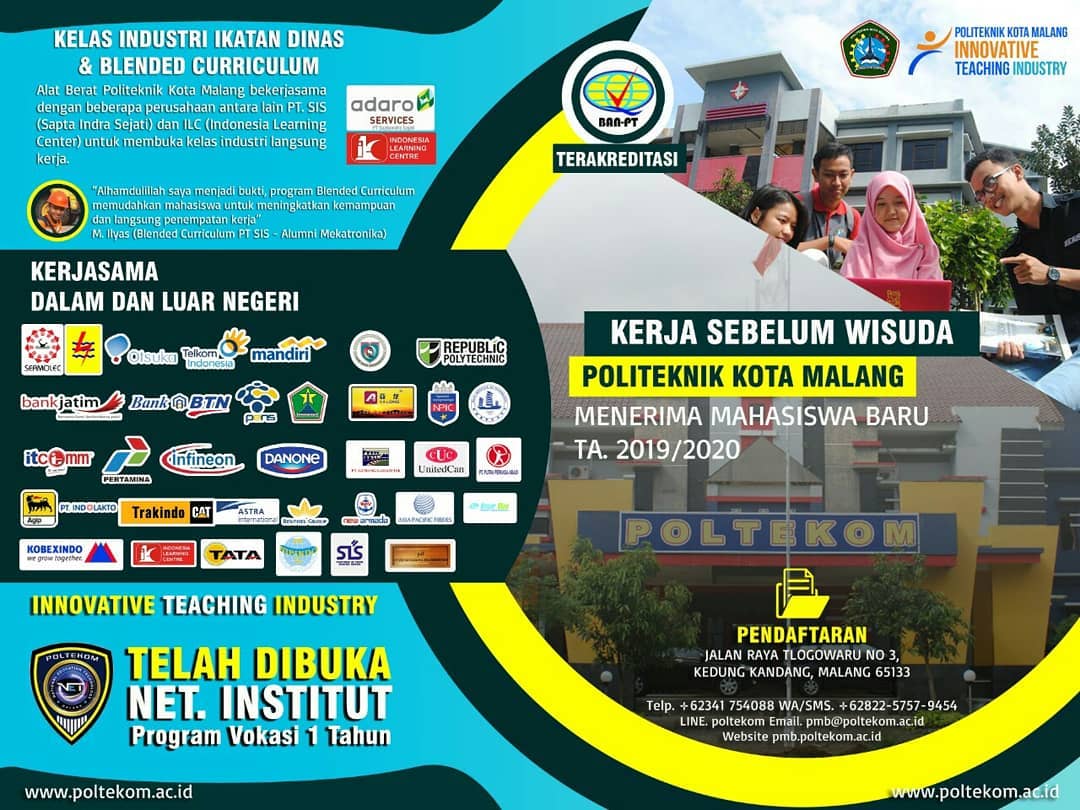 KELAS INDUSTRI IKATAN DINAS
& BLENDED CURRICULUM
Alat Berat Politeknik Kota Malang bekerjasama
dengan beberapa perusahaan antara lain PT. SIS
(Sapta Indra Sejati) dan ILC (Indonesia Learning
Center) untuk membuka kelas industri langsung
kerja.
adaro
SERVICES
INDONESIA
LEARNING
CENTRE
"Alhamdulillah saya menjadi bukti, program Blended Curriculum
memudahkan mahasiswa untuk meningkatkan kemampuan
dan langsung penempatan kerja"
M. Ilyas (Blended Curriculum PT SIS - Alumni Mekatronika)
KERJASAMA
DALAM DAN LUAR NEGERI
SEAMOLEC
Otsuka
Telkom
Indonesia
mandiri
REPUBLIC
POLYTECHNIC
bankjatim
Bank BTN
pens
NPIC
itcomm
PERTAMINA
infineon
DANONE
CUC
UnitedCan
Agip
PT. INDOLAKTO
Trakindo CAT
ASTRA
international
new armada
ASIA PACIFIC FIBERS
KOBEXINDO
we grow together.
INDONESIA
LEARNING
CENTRE
TATA
STS
INNOVATIVE TEACHING INDUSTRY
POLTEKOM
NET
TELAH DIBUKA
NET. INSTITUT
Program Vokasi 1 Tahun
www.poltekom.ac.id
BAN-PT
TERAKREDITASI
POLITEKNIK KOTA MALANG
INNOVATIVE
TEACHING INDUSTRY
KERJA SEBELUM WISUDA
POLITEKNIK KOTA MALANG
MENERIMA MAHASISWA BARU
TA. 2019/2020
POLTEKOM
PENDAFTARAN
JALAN RAYA TLOGOWARU NO 3,
KEDUNG KANDANG, MALANG 65133
Telp. +62341 754088 WA/SMS. +62822-5757-9454
LINE. poltekom Email. pmb@poltekom.ac.id
Website pmb.poltekom.ac.id
www.poltekom.ac.id